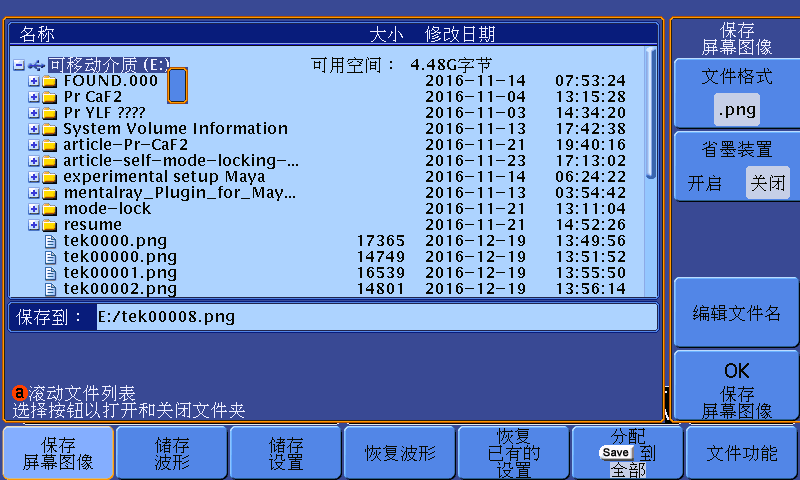 名称 大小 修改日期
可移动介质 (E:) 可用空间： 4.48G字节
FOUND.000 2016-11-14 07:53:24
Pr CaF2 2016-11-04 13:15:28
Pr YLF ???? 2016-11-03 14:34:20
System Volume Information 2016-11-13 17:42:38
article-Pr-CaF2 2016-11-21 19:40:16
article-self-mode-locking-... 2016-11-23 17:13:02
experimental setup Maya 2016-11-14 06:24:22
mentalray_Plugin_for_May... 2016-11-13 03:54:42
mode-lock 2016-11-21 13:11:04
resume 2016-11-21 14:52:26
tek0000.png 17365 2016-12-19 13:49:56
tek00000.png 14749 2016-12-19 13:51:52
tek00001.png 16539 2016-12-19 13:55:50
tek00002.png 14801 2016-12-19 13:56:14
保存到： E:/tek00008.png
a 滚动文件列表
选择按钮以打开和关闭文件夹
保存
屏幕图像
文件格式
.png
省墨装置
开启 关闭
编辑文件名
OK
保存
屏幕图像
保存
屏幕图像
储存
波形
储存
设置
恢复波形
恢复
已有的
设置
分配
Save 到
全部
文件功能